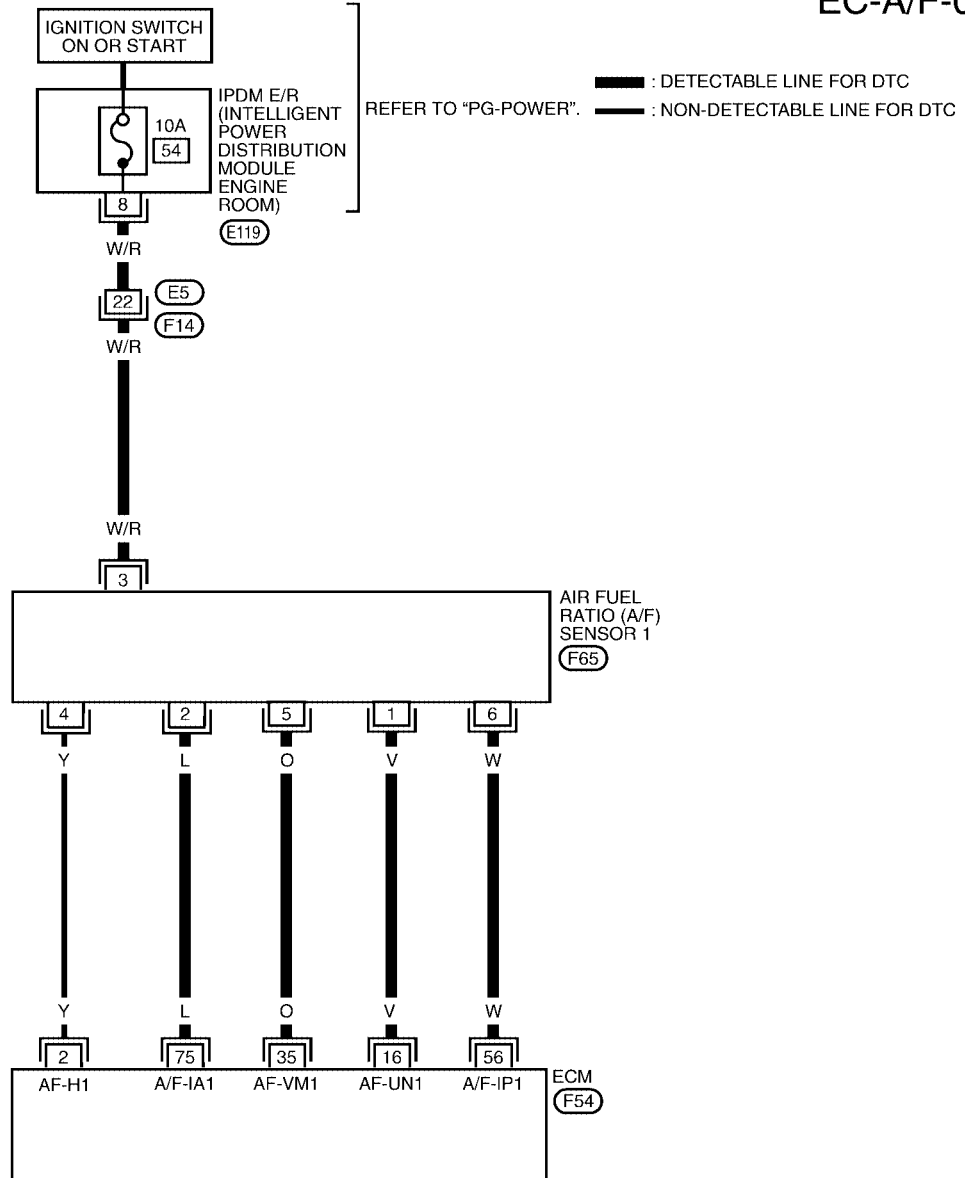 EC-A/F-
IGNITION SWITCH
ON OR START
IPDM E/R
(INTELLIGENT
POWER
DISTRIBUTION
MODULE
ENGINE
ROOM)
E119
10A
54
8
REFER TO “PG-POWER”.
: DETECTABLE LINE FOR DTC
: NON-DETECTABLE LINE FOR DTC
W/R
22
E5
F14
W/R
W/R
3
AIR FUEL
RATIO (A/F)
SENSOR 1
F65
4 2 5 1 6
Y L O V W
Y L O V W
2 75 35 16 56
AF-H1 A/F-IA1 AF-VM1 AF-UN1 A/F-IP1
ECM
F54